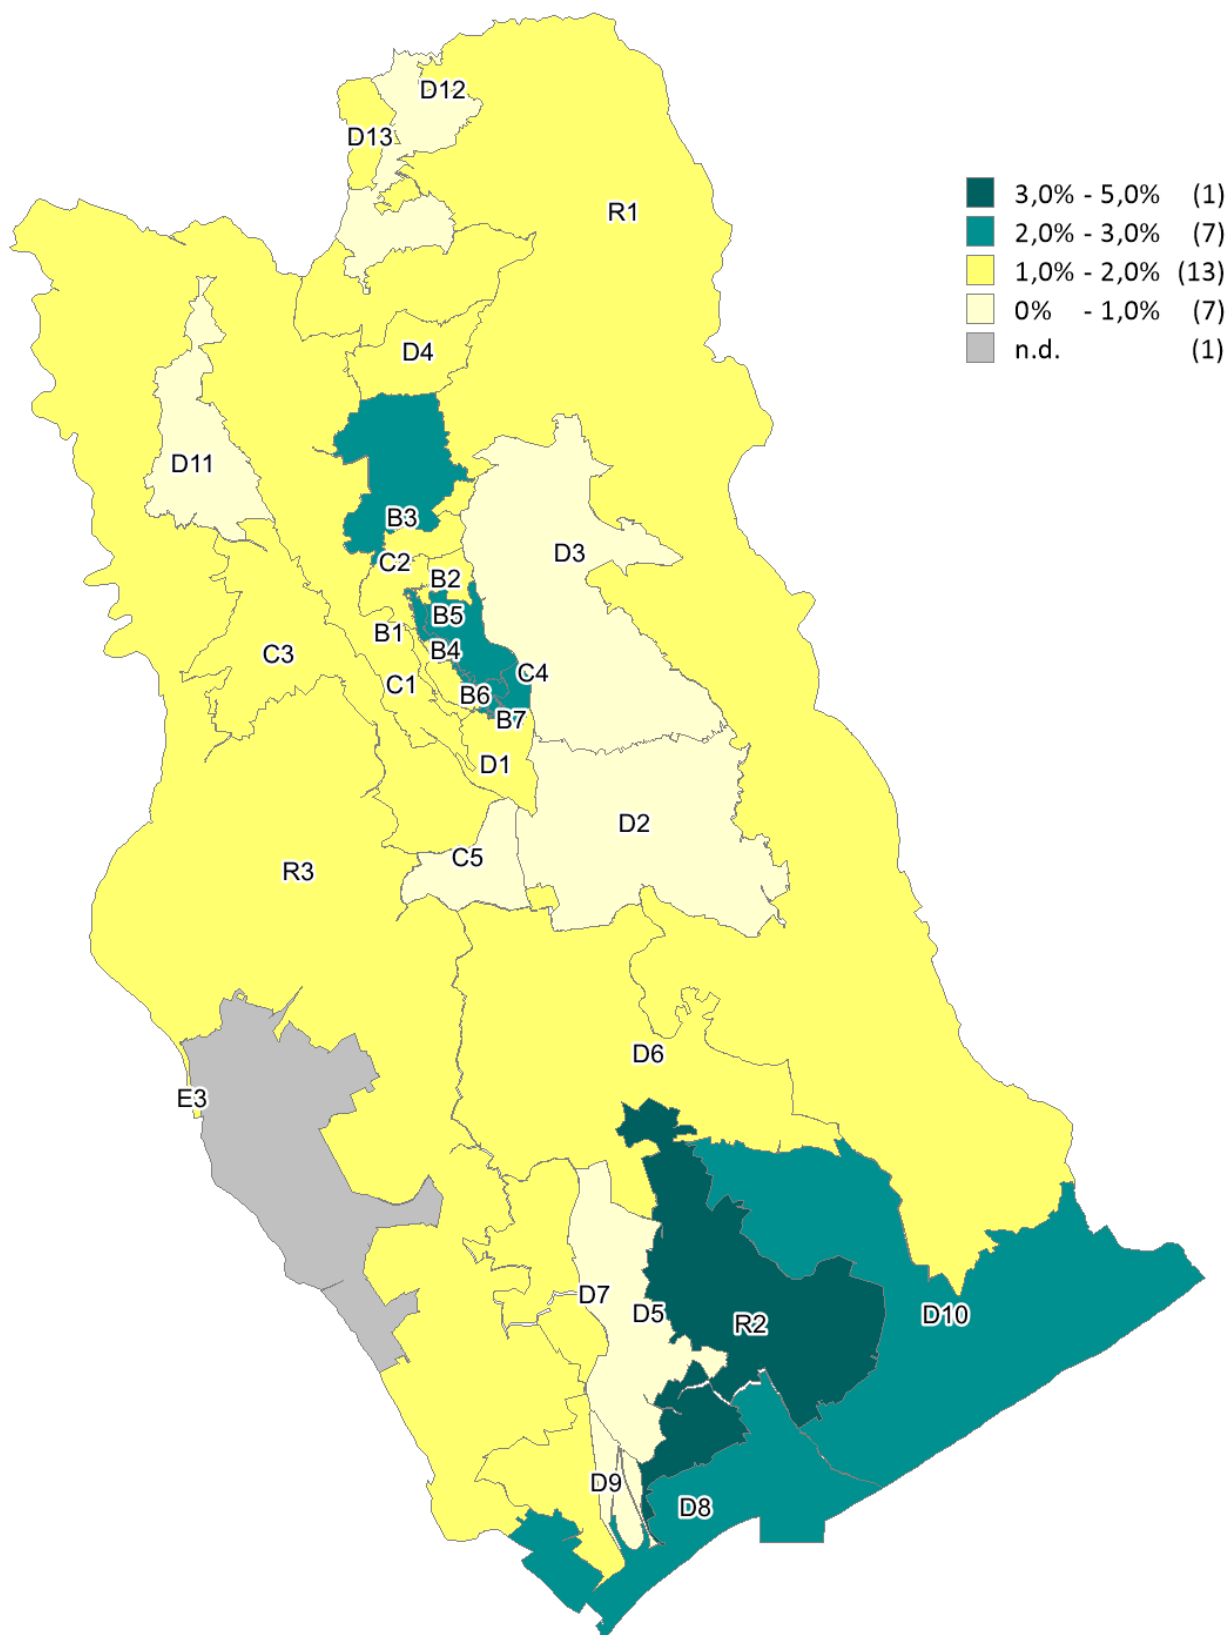 D12
D13
R1
3,0% - 5,0% (1)
2,0% - 3,0% (7)
1,0% - 2,0% (13)
0% - 1,0% (7)
n.d. (1)
D4
D11
B3
D3
C2
B2
B5
B1
B4
C3
C4
C1
B6
B7
D1
D2
C5
R3
D6
E3
D7
D5
R2
D10
D9
D8